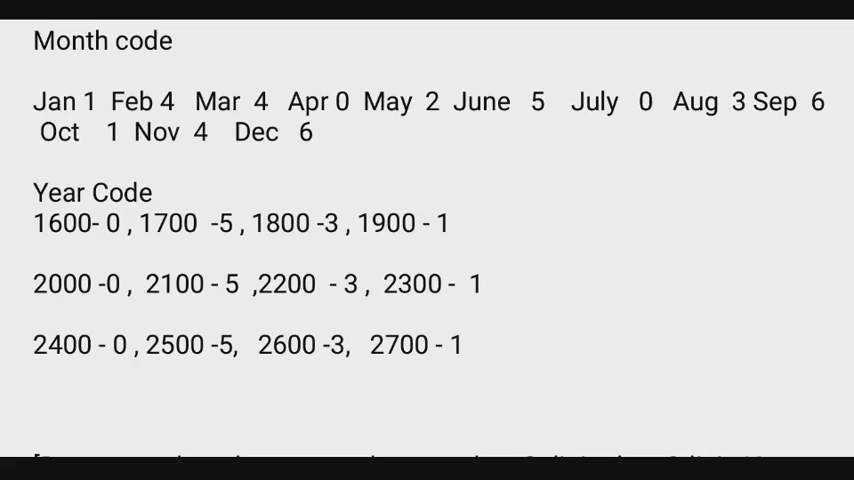 Month code
Jan 1 Feb 4 Mar 4 Apr 0 May 2 June 5 July 0 Aug 3 Sep 6
Oct 1 Nov 4 Dec 6
Year Code
1600- 0 , 1700 -5 , 1800 -3 , 1900 - 1
2000 -0 , 2100 - 5 ,2200 - 3 , 2300 - 1
2400 - 0 , 2500 -5, 2600 -3, 2700 - 1